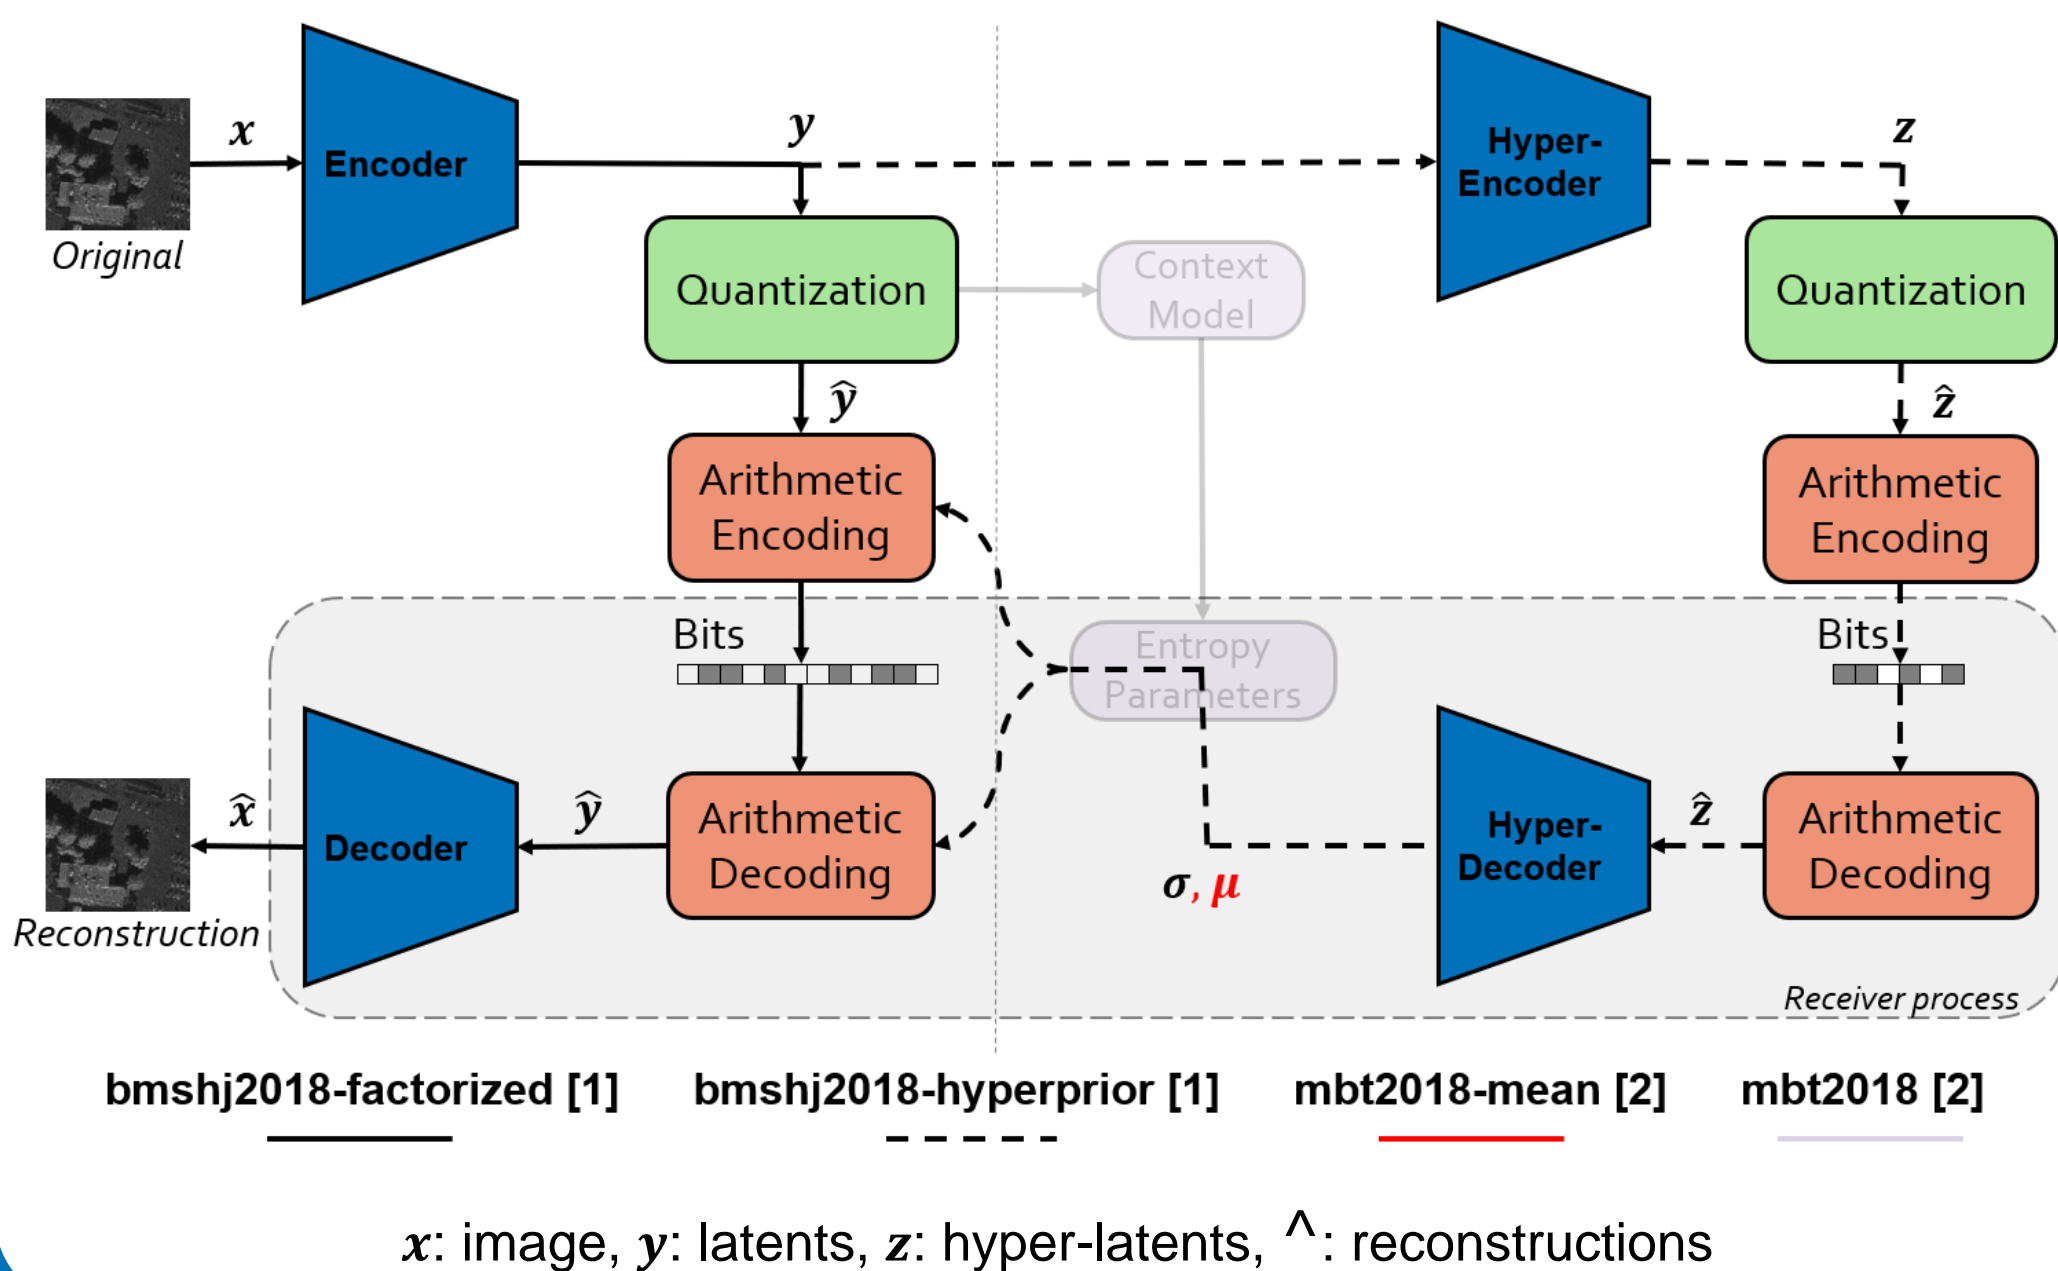 x
Encoder
Original
y
Hyper-
Encoder
z
Quantization
Context
Model
Quantization
ŷ
ẑ
Arithmetic
Encoding
Arithmetic
Encoding
Bits
Entropy
Parameters
Bits
x̂
Decoder
ŷ
Arithmetic
Decoding
σ, μ
Hyper-
Decoder
ẑ
Arithmetic
Decoding
Reconstruction
Receiver process
bmshj2018-factorized [1] bmshj2018-hyperprior [1] mbt2018-mean [2] mbt2018 [2]
x: image, y: latents, z: hyper-latents, ^: reconstructions